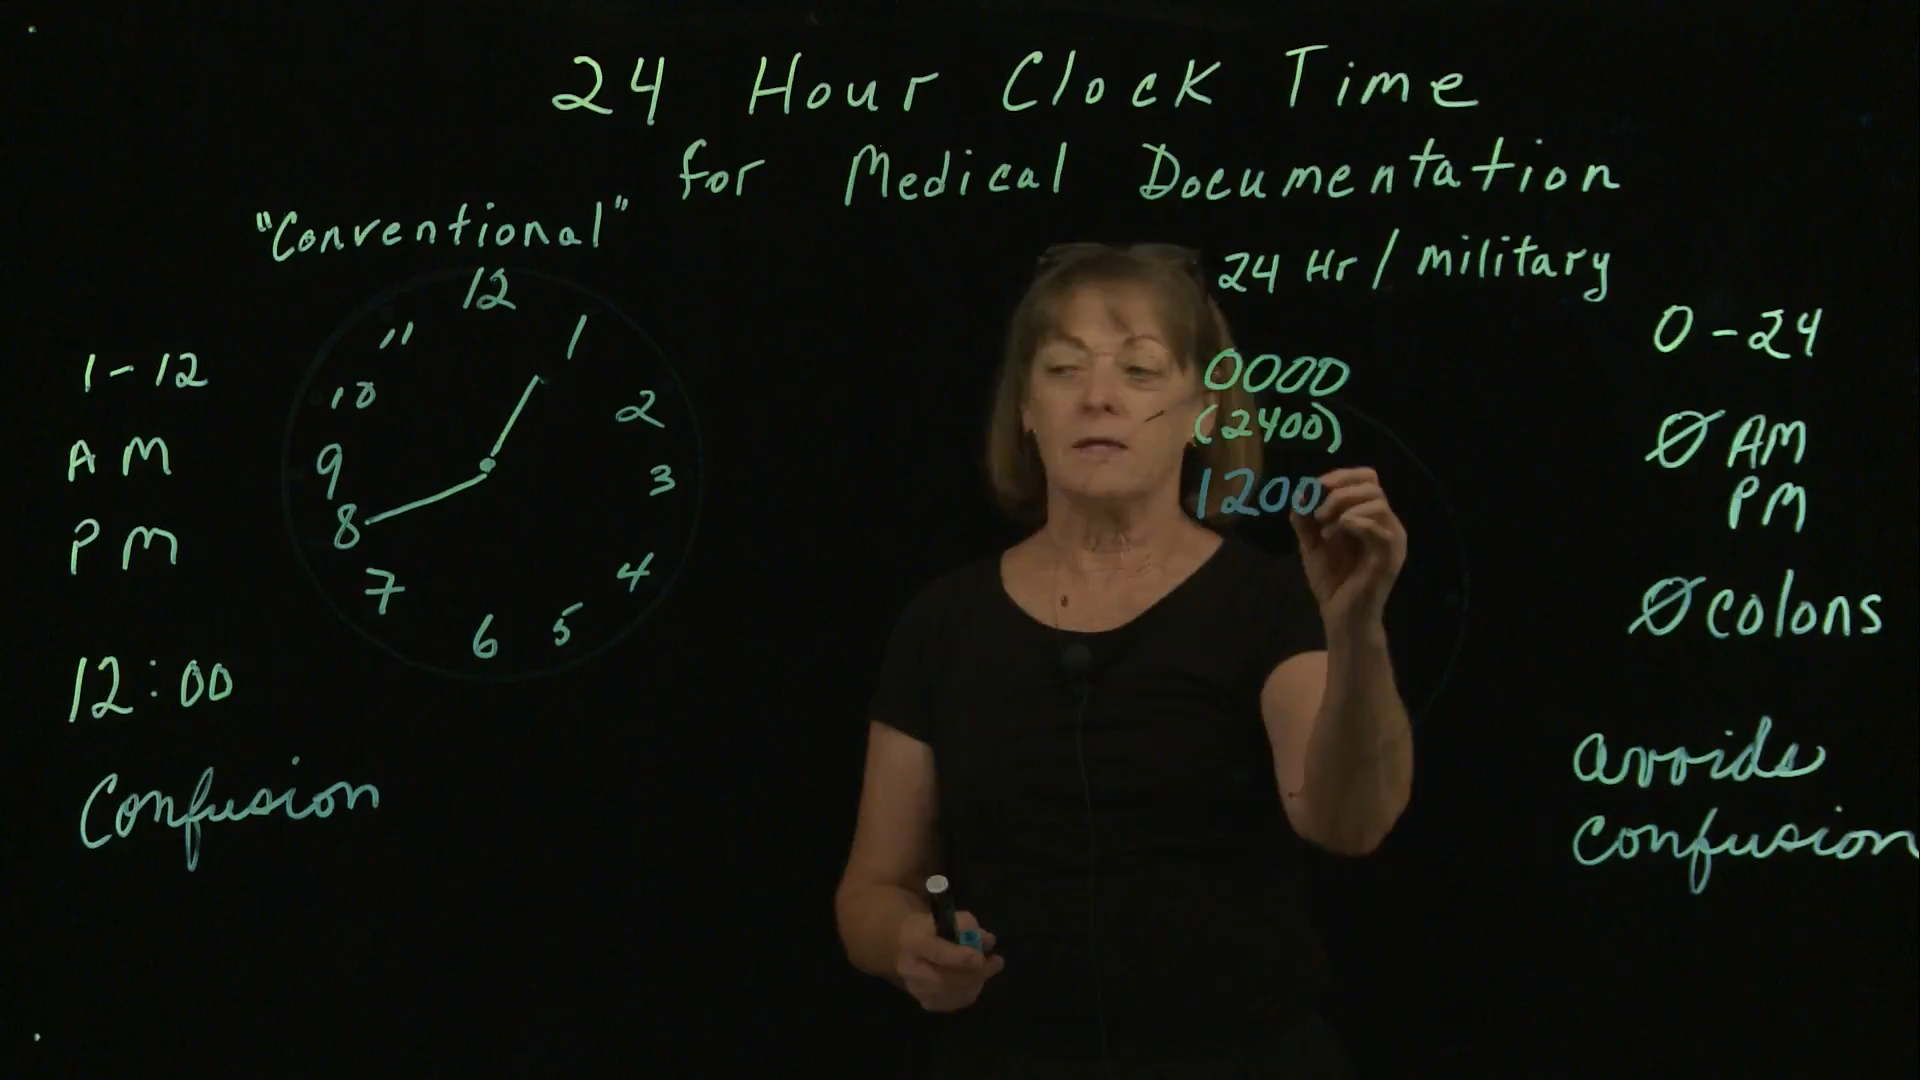 24 Hour Clock Time
for Medical Documentation
"Conventional"
24 Hr / military
12
1
2
3
4
5
6
7
8
9
10
11
1-12
AM
PM
12:00
Confusion
0000
(2400)
1200
0-24
Ø AM
PM
Ø colons
avoids
confusion